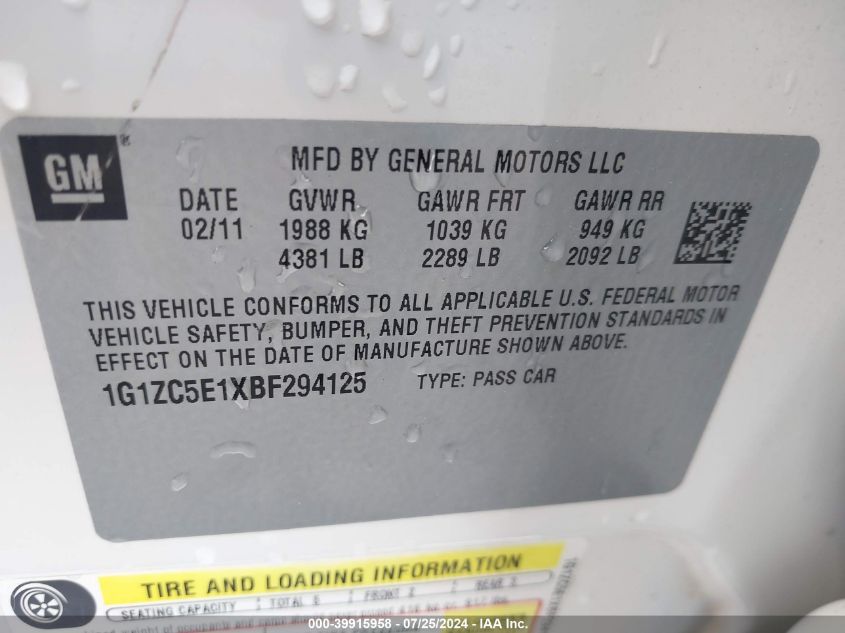 GM®
MFD BY GENERAL MOTORS LLC
DATE GVWR GAWR FRT GAWR RR
02/11 1988 KG 1039 KG 949 KG
4381 LB 2289 LB 2092 LB
THIS VEHICLE CONFORMS TO ALL APPLICABLE U.S. FEDERAL MOTOR
VEHICLE SAFETY, BUMPER, AND THEFT PREVENTION STANDARDS IN
EFFECT ON THE DATE OF MANUFACTURE SHOWN ABOVE.
1G1ZC5E1XBF294125 TYPE: PASS CAR
TIRE AND LOADING INFORMATION
SEATING CAPACITY TOTAL 5 FRONT 2 REAR 3
000-39915958 - 07/25/2024 - IAA, Inc.